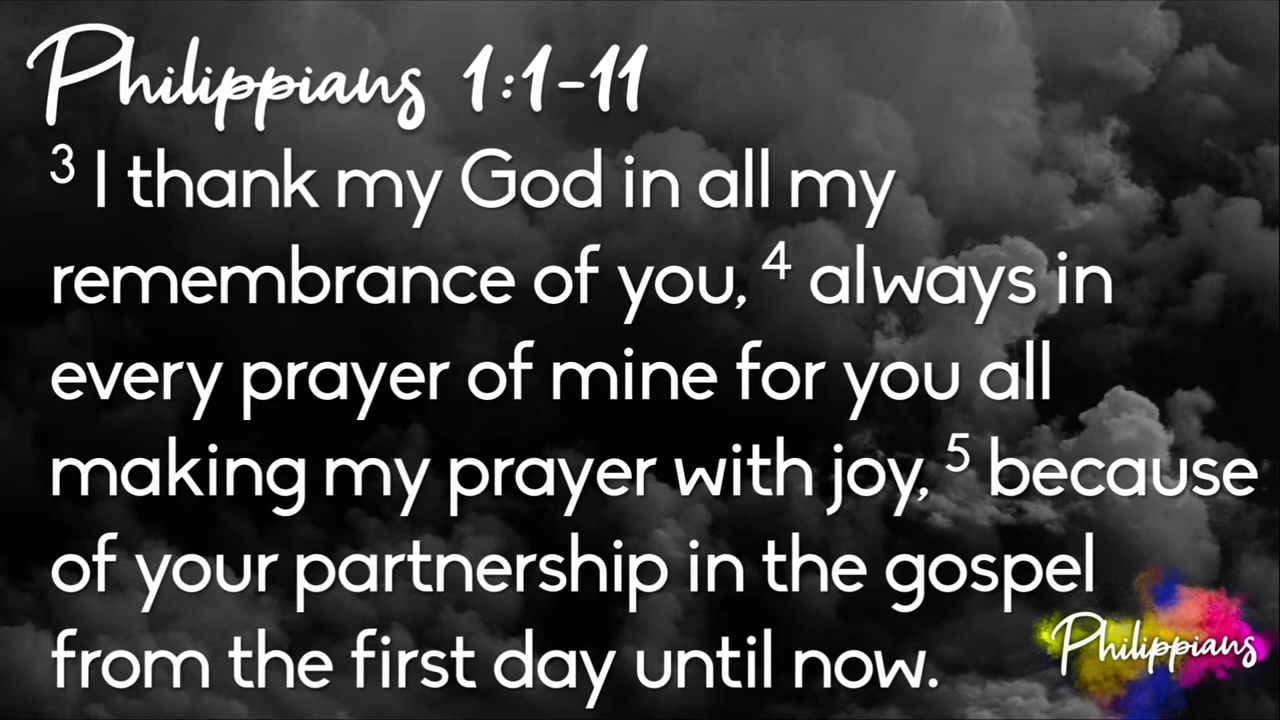 Philippians 1:1-11
³ I thank my God in all my
remembrance of you, ⁴ always in
every prayer of mine for you all
making my prayer with joy, ⁵ because
of your partnership in the gospel
from the first day until now.
Philippians